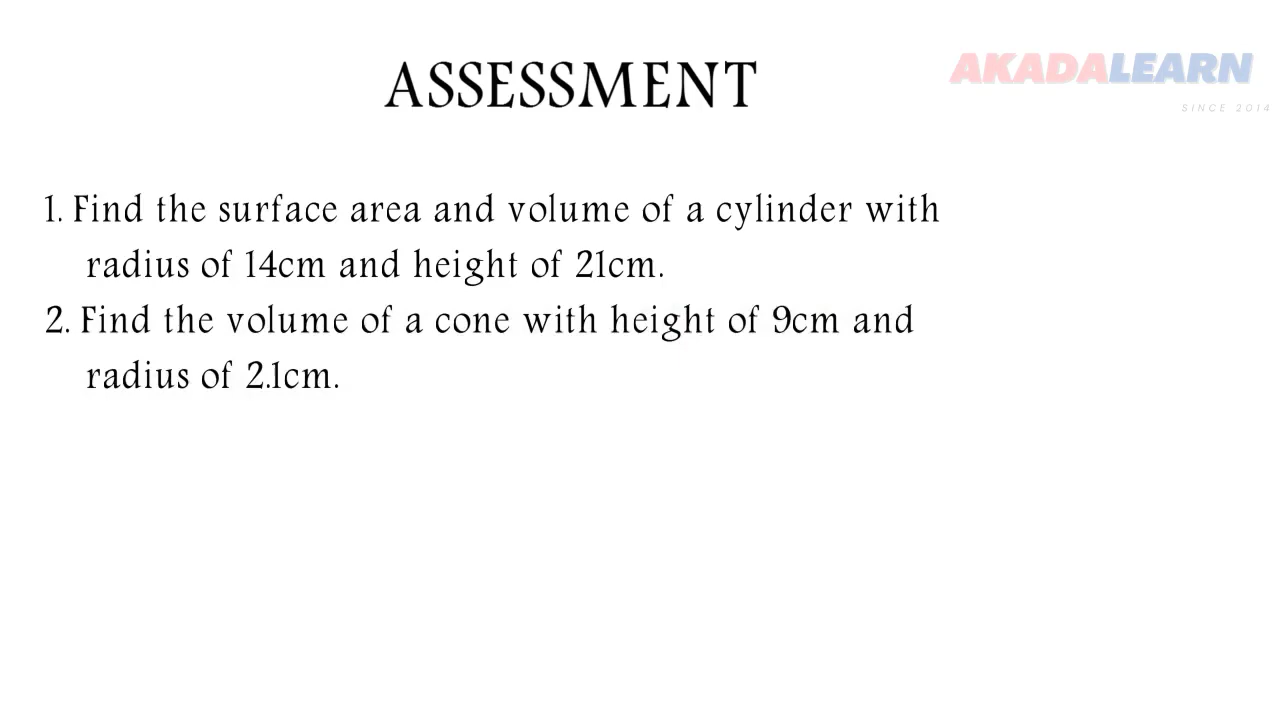 ASSESSMENT
AKADALEARN
SINCE 2014
1. Find the surface area and volume of a cylinder with
radius of 14cm and height of 21cm.
2. Find the volume of a cone with height of 9cm and
radius of 2.1cm.